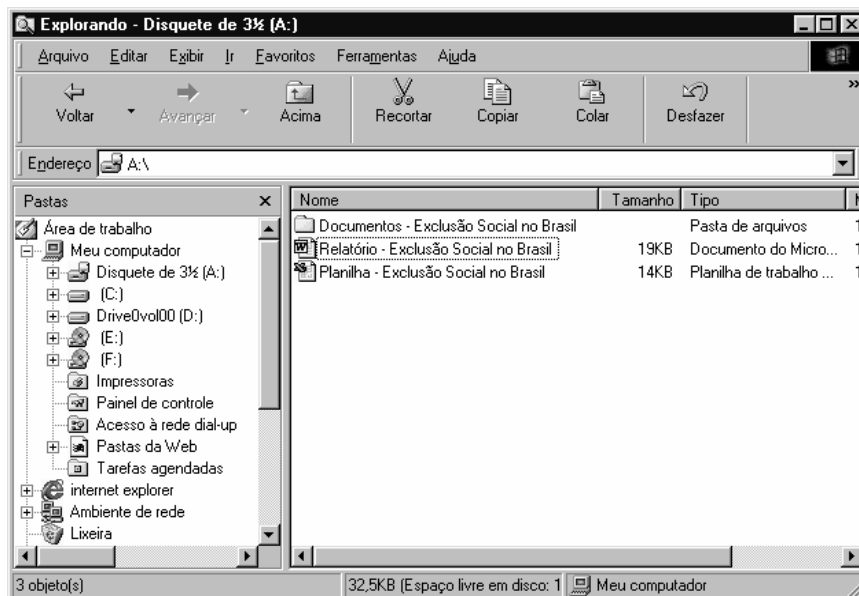 Explorando - Disquete de 3½ (A:)
Arquivo Editar Exibir Ir Favoritos Ferramentas Ajuda
Voltar Avançar Acima Recortar Copiar Colar Desfazer »
Endereço A:\
Pastas
Área de trabalho
Meu computador
Disquete de 3½ (A:)
(C:)
Drive0vol00 (D:)
(E:)
(F:)
Impressoras
Painel de controle
Acesso à rede dial-up
Pastas da Web
Tarefas agendadas
internet explorer
Ambiente de rede
Lixeira
Nome Tamanho Tipo
Documentos - Exclusão Social no Brasil Pasta de arquivos
Relatório - Exclusão Social no Brasil 19KB Documento do Micro...
Planilha - Exclusão Social no Brasil 14KB Planilha de trabalho ...
3 objeto(s) 32,5KB (Espaço livre em disco: 1 Meu computador